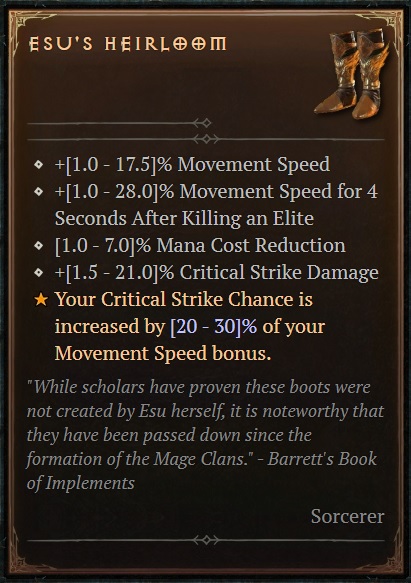 ESU'S HEIRLOOM
+[1.0 - 17.5]% Movement Speed
+[1.0 - 28.0]% Movement Speed for 4
Seconds After Killing an Elite
[1.0 - 7.0]% Mana Cost Reduction
+[1.5 - 21.0]% Critical Strike Damage
Your Critical Strike Chance is
increased by [20 - 30]% of your
Movement Speed bonus.
"While scholars have proven these boots were
not created by Esu herself, it is noteworthy that
they have been passed down since the
formation of the Mage Clans." - Barrett's Book
of Implements
Sorcerer